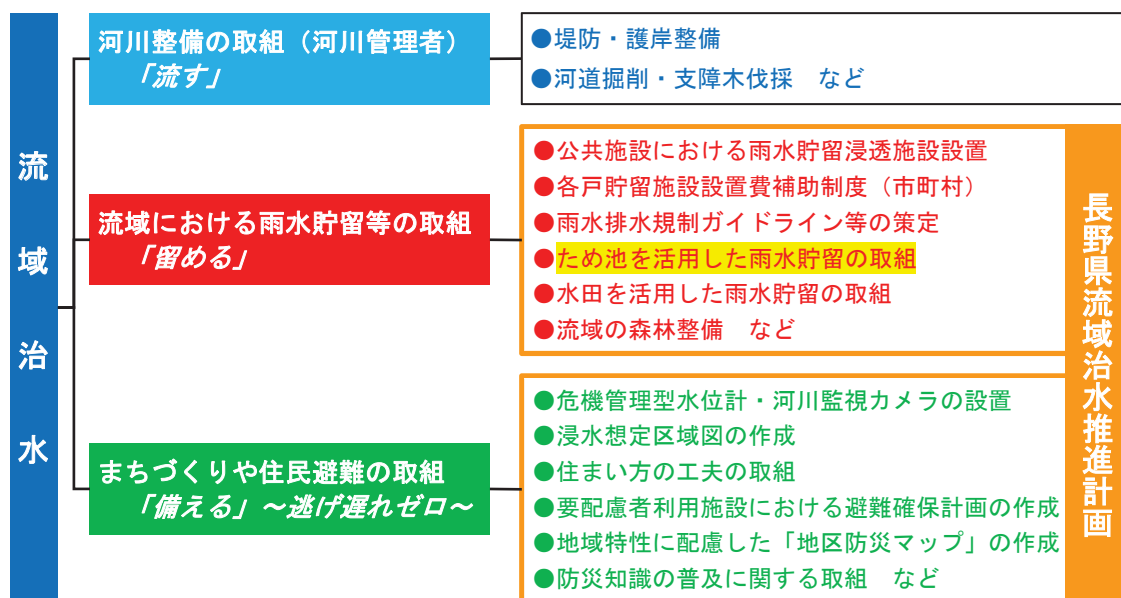 流域治水
河川整備の取組（河川管理者）
「流す」
●堤防・護岸整備
●河道掘削・支障木伐採　など
流域における雨水貯留等の取組
「留める」
●公共施設における雨水貯留浸透施設設置
●各戸貯留施設設置費補助制度（市町村）
●雨水排水規制ガイドライン等の策定
●ため池を活用した雨水貯留の取組
●水田を活用した雨水貯留の取組
●流域の森林整備　など
まちづくりや住民避難の取組
「備える」～逃げ遅れゼロ～
●危機管理型水位計・河川監視カメラの設置
●浸水想定区域図の作成
●住まい方の工夫の取組
●要配慮者利用施設における避難確保計画の作成
●地域特性に配慮した「地区防災マップ」の作成
●防災知識の普及に関する取組　など
長野県流域治水推進計画